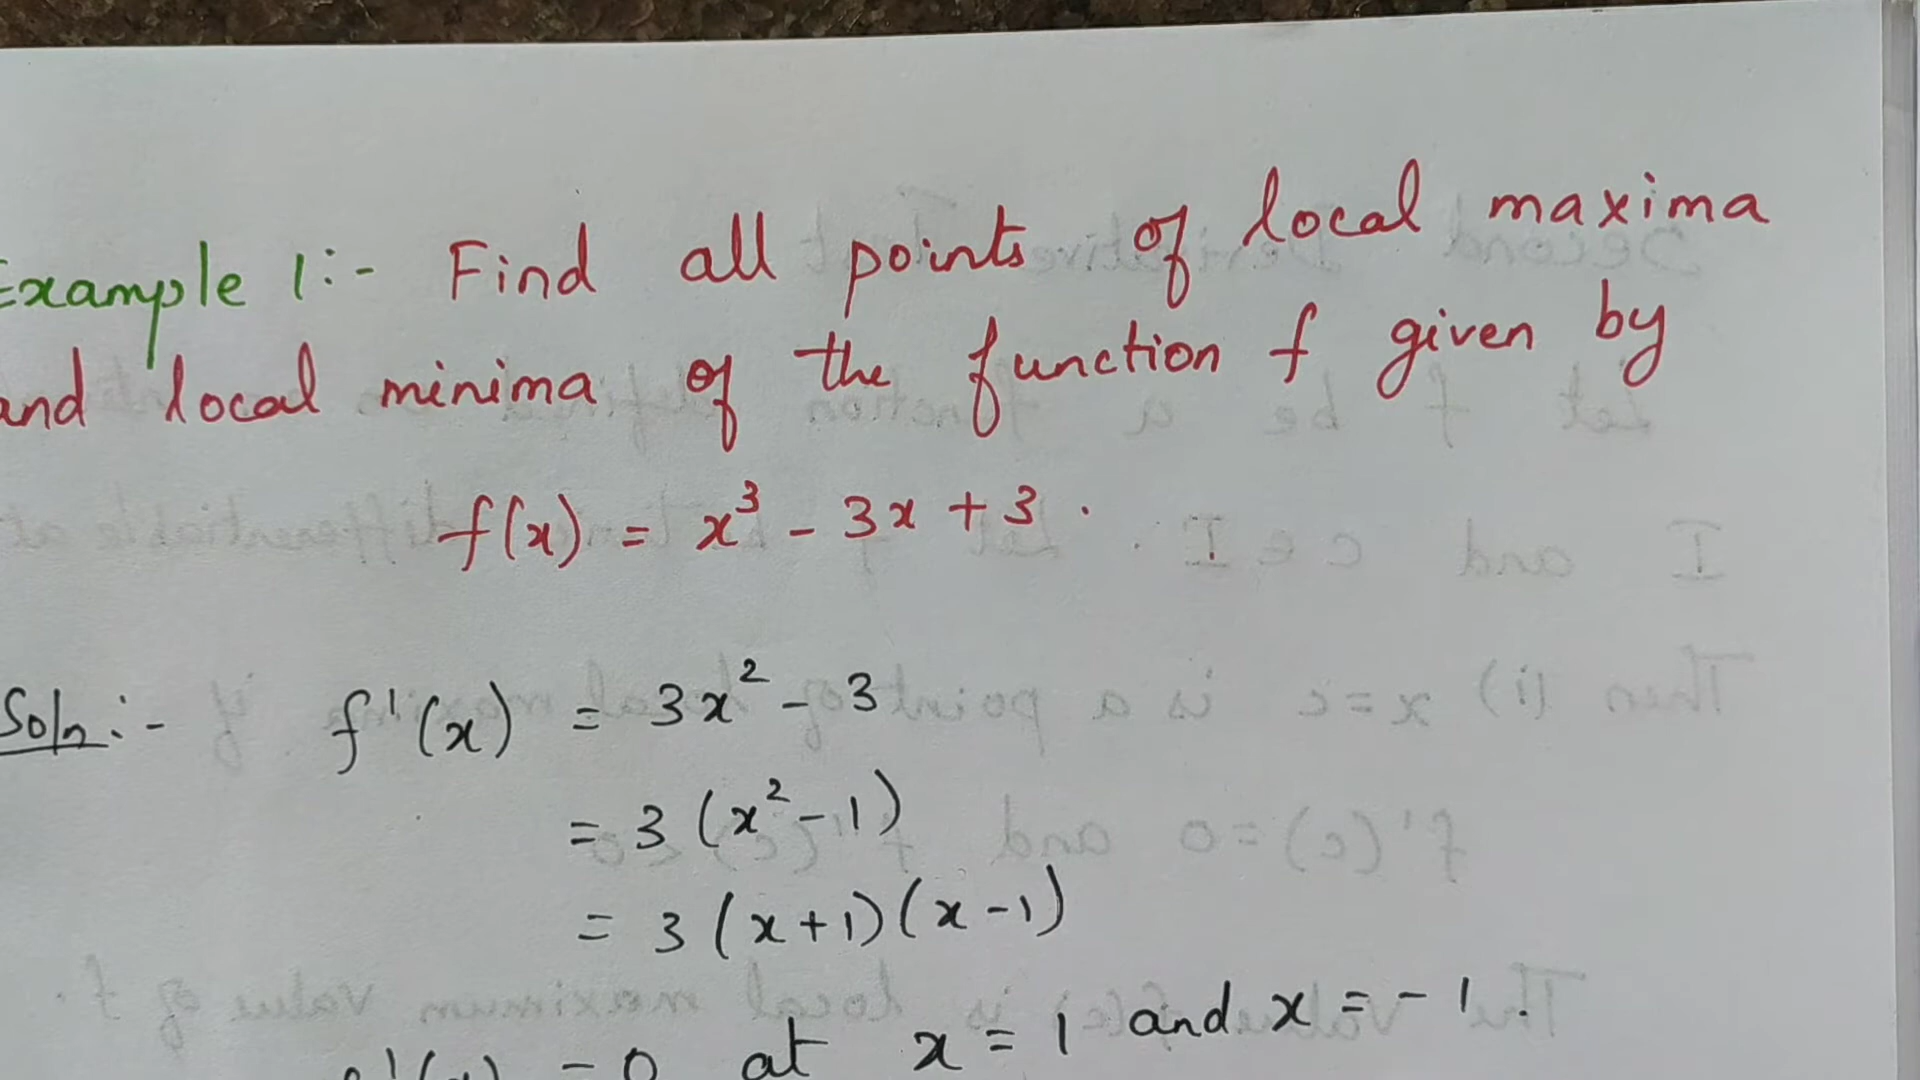 Example 1:- Find all points of local maxima
and local minima of the function f given by
f(x) = x³ - 3x + 3.
Soln:- f'(x) = 3x² - 3
= 3(x² - 1)
= 3(x+1)(x-1)
f'(x) = 0 at x = 1 and x = -1.